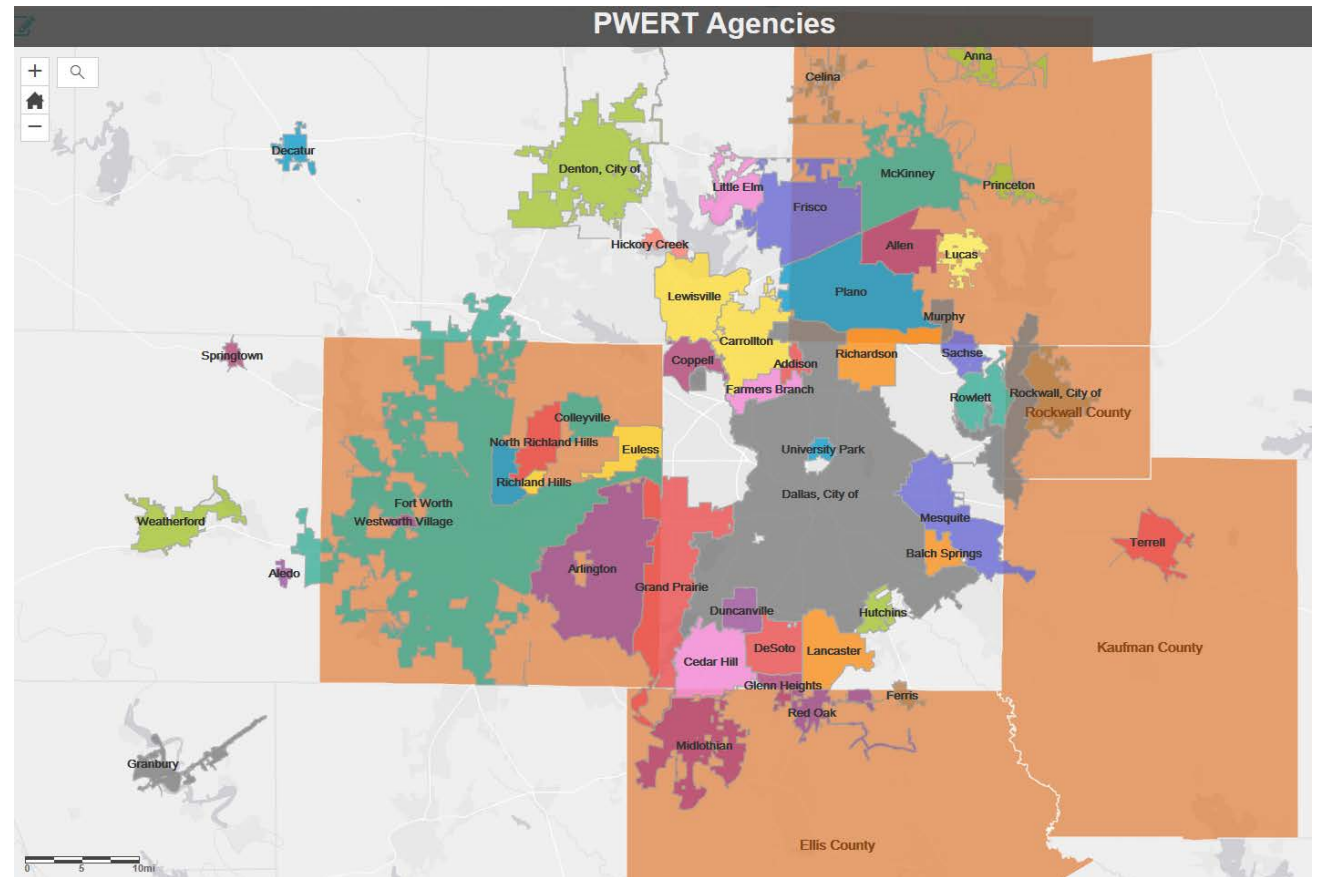 PWERT Agencies
Anna
Celina
Decatur
Denton, City of
McKinney
Princeton
Little Elm
Frisco
Hickory Creek
Allen
Lucas
Plano
Lewisville
Murphy
Carrollton
Springtown
Coppell
Addison
Richardson
Sachse
Farmers Branch
Rowlett
Rockwall, City of
Rockwall County
Colleyville
North Richland Hills
Euless
University Park
Richland Hills
Dallas, City of
Fort Worth
Westworth Village
Weatherford
Mesquite
Terrell
Balch Springs
Aledo
Arlington
Grand Prairie
Duncanville
Hutchins
Kaufman County
DeSoto
Lancaster
Cedar Hill
Glenn Heights
Ferris
Red Oak
Midlothian
Granbury
Ellis County
0 5 10mi